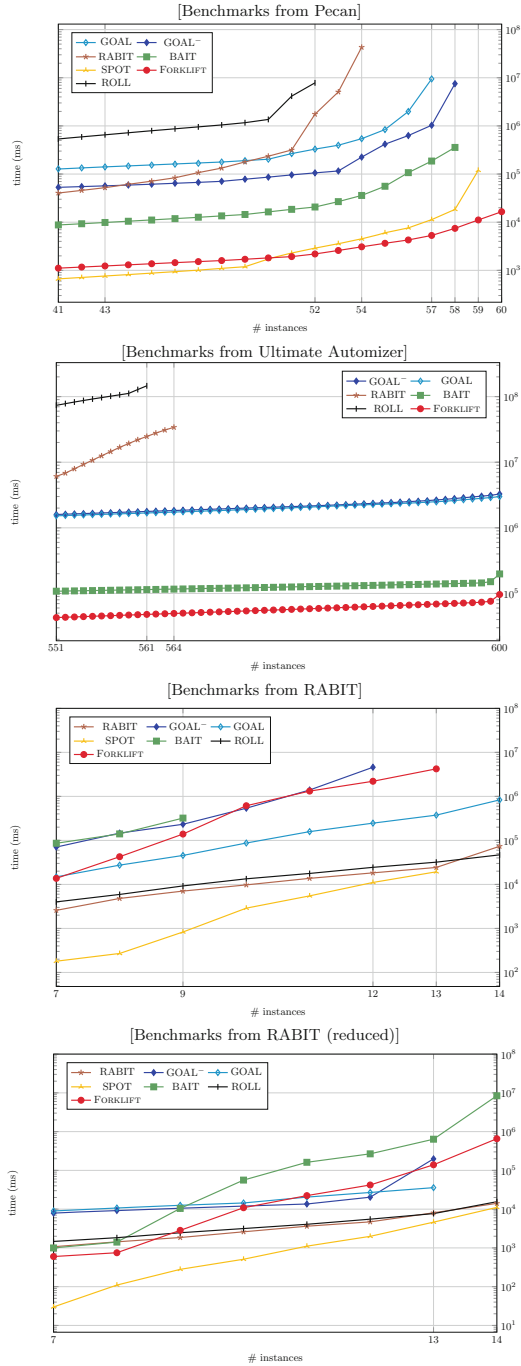 [Benchmarks from Pecan]
GOAL
GOAL⁻
RABIT
BAIT
SPOT
FORKLIFT
ROLL
time (ms)
10⁸
10⁷
10⁶
10⁵
10⁴
10³
41 43 52 54 57 58 59 60
# instances
[Benchmarks from Ultimate Automizer]
GOAL⁻
GOAL
RABIT
BAIT
ROLL
FORKLIFT
time (ms)
10⁸
10⁷
10⁶
10⁵
551 561 564 600
# instances
[Benchmarks from RABIT]
RABIT
GOAL⁻
GOAL
SPOT
BAIT
ROLL
FORKLIFT
time (ms)
10⁸
10⁷
10⁶
10⁵
10⁴
10³
10²
7 9 12 13 14
# instances
[Benchmarks from RABIT (reduced)]
RABIT
GOAL⁻
GOAL
SPOT
BAIT
ROLL
FORKLIFT
time (ms)
10⁸
10⁷
10⁶
10⁵
10⁴
10³
10²
10¹
7 13 14
# instances